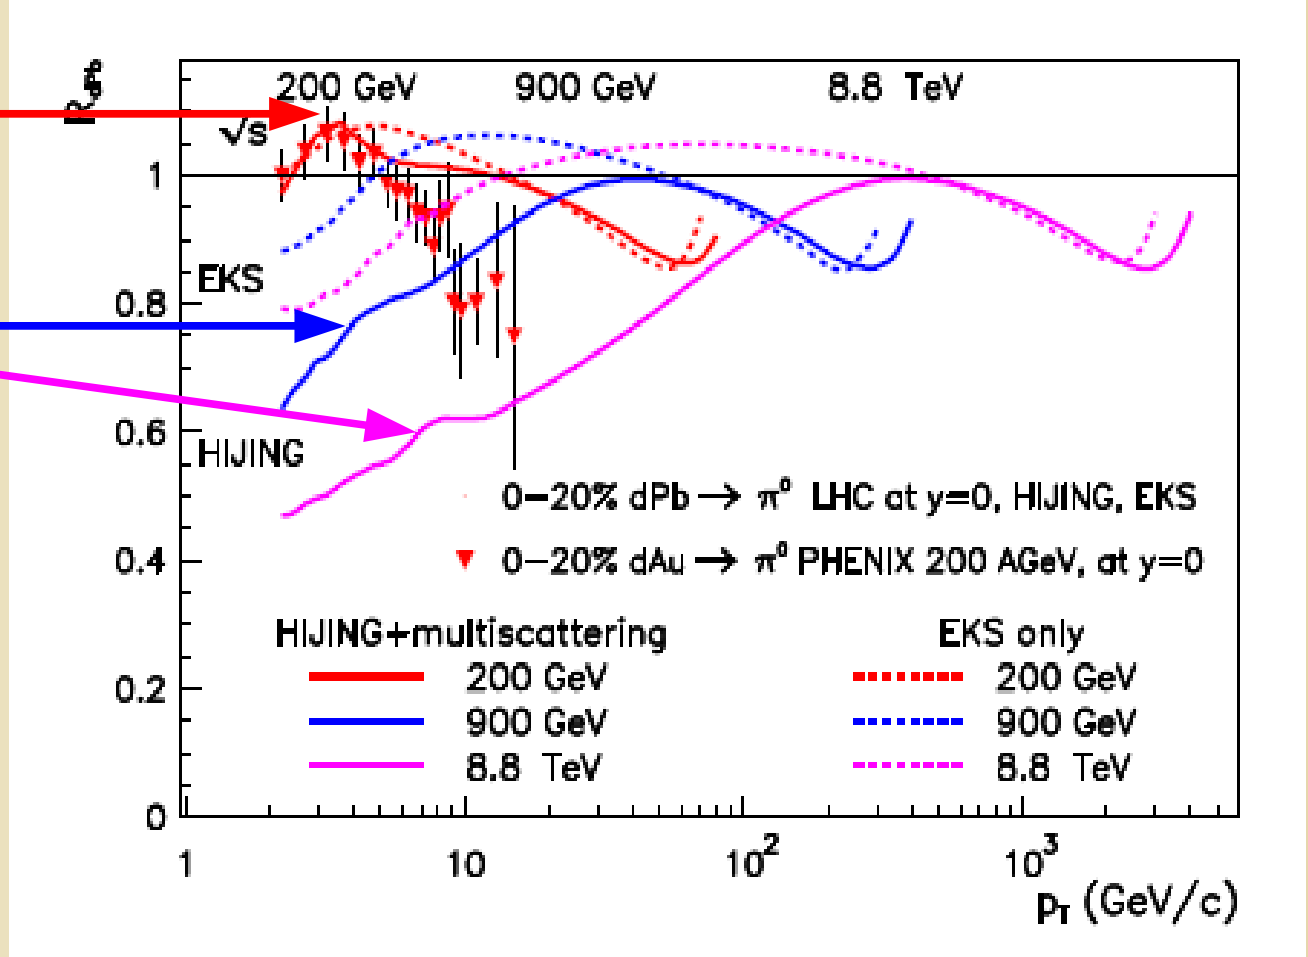 200 GeV 900 GeV 8.8 TeV
√s
1
EKS
0.8
0.6
HIJING
0−20% dPb → π⁰ LHC at y=0, HIJING, EKS
0.4
0−20% dAu → π⁰ PHENIX 200 AGeV, at y=0
HIJING+multiscattering EKS only
0.2
200 GeV 200 GeV
900 GeV 900 GeV
8.8 TeV 8.8 TeV
0
1 10 10² 10³
p_T (GeV/c)